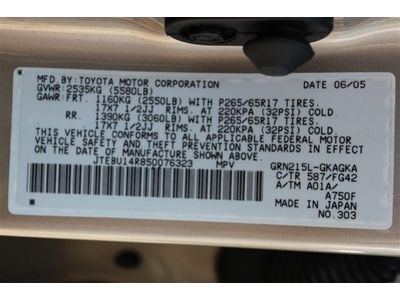 MFD.BY:TOYOTA MOTOR CORPORATION DATE 06/05
GVWR:2535KG (5580LB)
GAWR:FRT. 1160KG (2550LB) WITH P265/65R17 TIRES.
17X7 1/2JJ RIMS. AT 220KPA (32PSI) COLD
RR. 1390KG (3060LB) WITH P265/65R17 TIRES.
17X7 1/2JJ RIMS. AT 220KPA (32PSI) COLD
THIS VEHICLE CONFORMS TO ALL APPLICABLE FEDERAL MOTOR
VEHICLE SAFETY, BUMPER, AND THEFT PREVENTION STANDARDS IN
EFFECT ON THE DATE OF MANUFACTURE SHOWN ABOVE.
JTEBU14R850076323 MPV GRN215L-GKAGKA
C/TR 587/FG42
A/TM A01A/
A750F
MADE IN JAPAN
NO.303